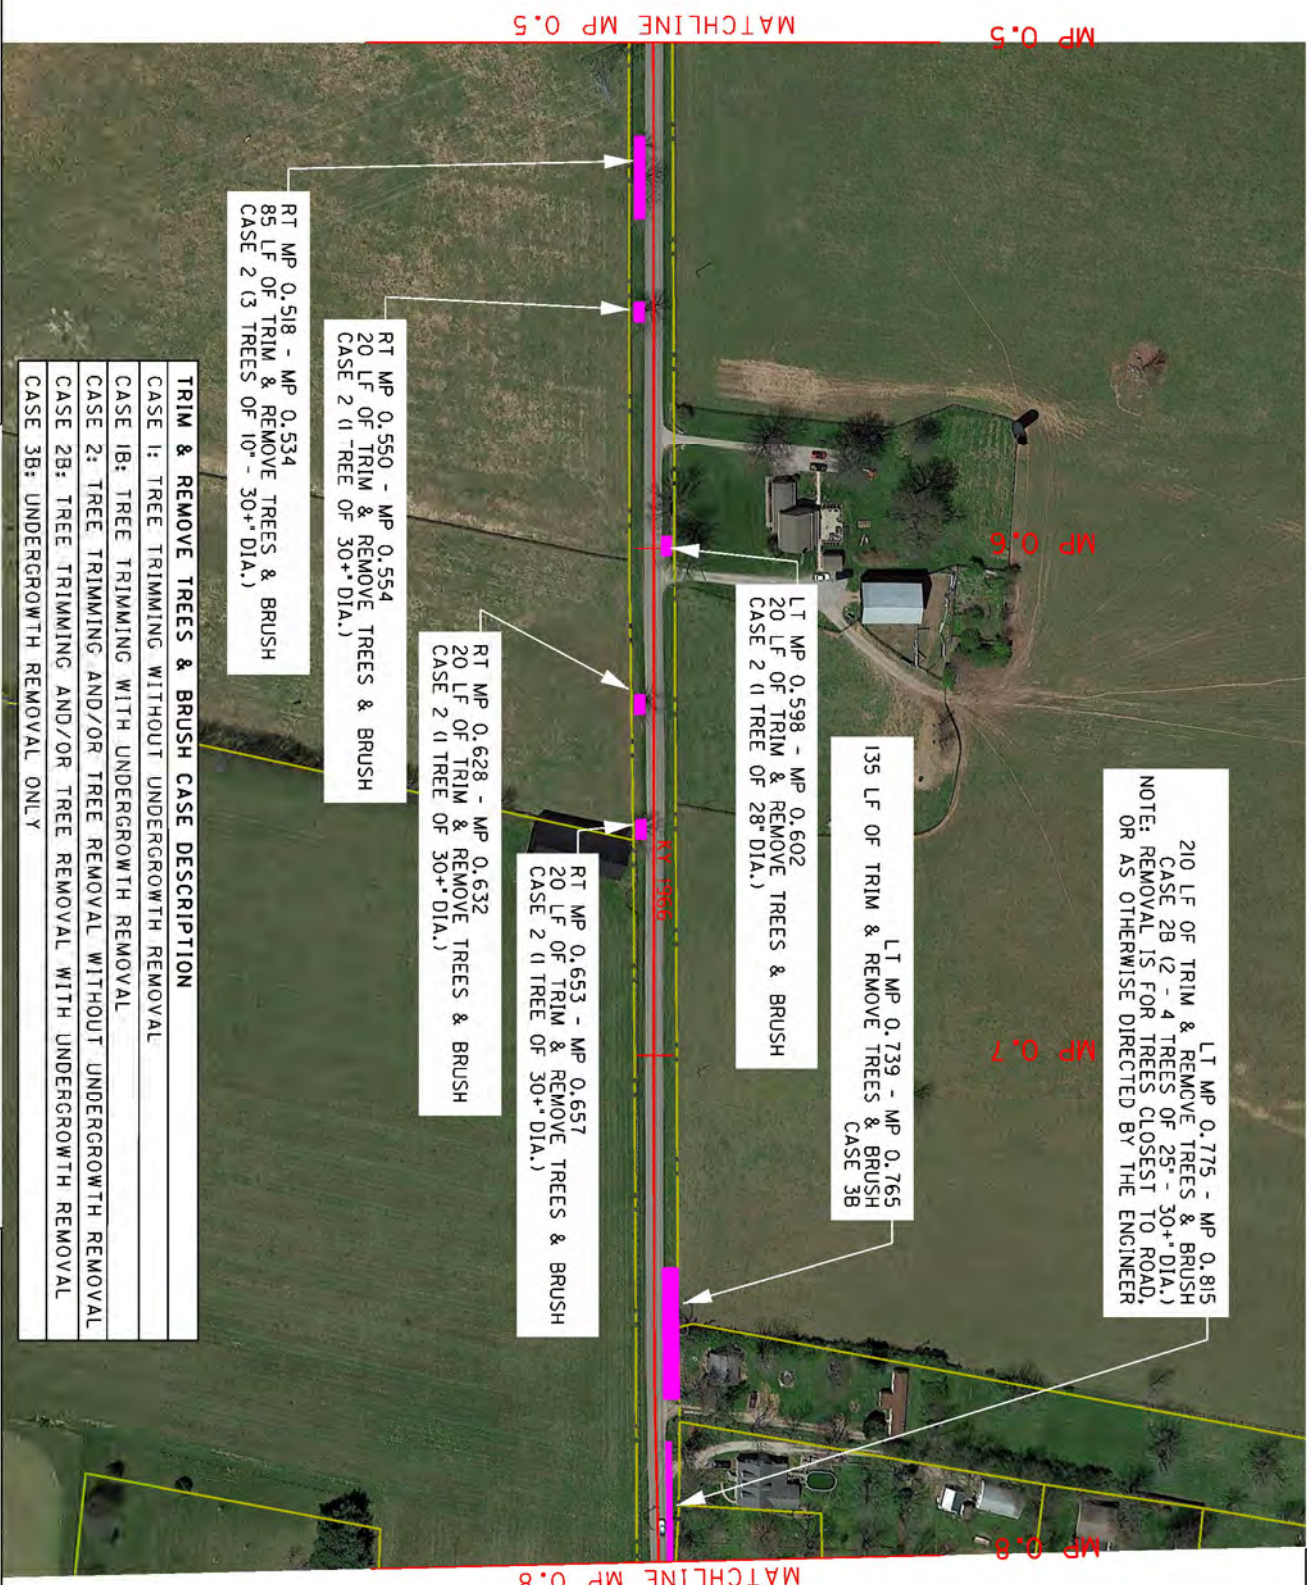 MATCHLINE MP 0.5
MP 0.5
RT MP 0.518 - MP 0.534
85 LF OF TRIM & REMOVE TREES & BRUSH
CASE 2 (3 TREES OF 10" - 30+" DIA.)
RT MP 0.550 - MP 0.554
20 LF OF TRIM & REMOVE TREES & BRUSH
CASE 2 (1 TREE OF 30+" DIA.)
LT MP 0.598 - MP 0.602
20 LF OF TRIM & REMOVE TREES & BRUSH
CASE 2 (1 TREE OF 28" DIA.)
MP 0.6
RT MP 0.628 - MP 0.632
20 LF OF TRIM & REMOVE TREES & BRUSH
CASE 2 (1 TREE OF 30+" DIA.)
RT MP 0.653 - MP 0.657
20 LF OF TRIM & REMOVE TREES & BRUSH
CASE 2 (1 TREE OF 30+" DIA.)
KY 1966
MP 0.7
LT MP 0.739 - MP 0.765
135 LF OF TRIM & REMOVE TREES & BRUSH
CASE 3B
LT MP 0.775 - MP 0.815
210 LF OF TRIM & REMOVE TREES & BRUSH
CASE 2B (2 - 4 TREES OF 25" - 30+" DIA.)
NOTE: REMOVAL IS FOR TREES CLOSEST TO ROAD,
OR AS OTHERWISE DIRECTED BY THE ENGINEER
MP 0.8
MATCHLINE MP 0.8
TRIM & REMOVE TREES & BRUSH CASE DESCRIPTION
CASE 1: TREE TRIMMING WITHOUT UNDERGROWTH REMOVAL
CASE 1B: TREE TRIMMING WITH UNDERGROWTH REMOVAL
CASE 2: TREE TRIMMING AND/OR TREE REMOVAL WITHOUT UNDERGROWTH REMOVAL
CASE 2B: TREE TRIMMING AND/OR TREE REMOVAL WITH UNDERGROWTH REMOVAL
CASE 3B: UNDERGROWTH REMOVAL ONLY